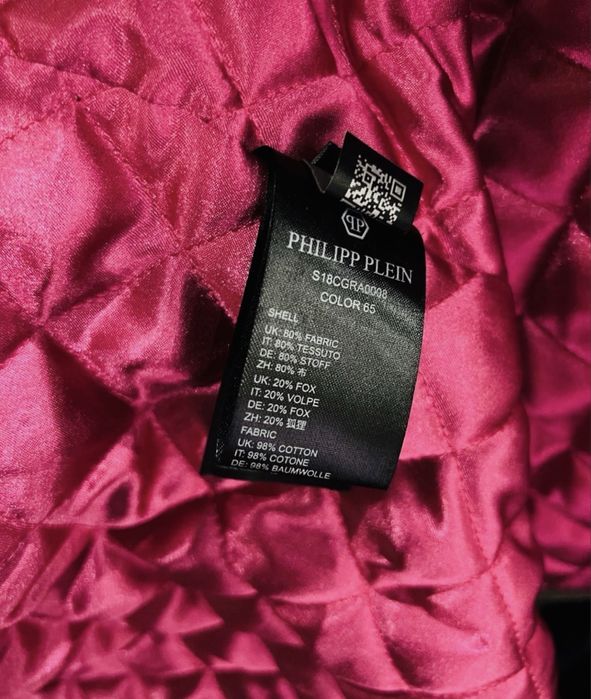 PHILIPP PLEIN
S18CGRA0008
COLOR 65
SHELL
UK: 80% FABRIC
IT: 80% TESSUTO
DE: 80% STOFF
ZH: 80% 布
UK: 20% FOX
IT: 20% VOLPE
DE: 20% FOX
ZH: 20% 狐狸
FABRIC
UK: 98% COTTON
IT: 98% COTONE
DE: 98% BAUMWOLLE